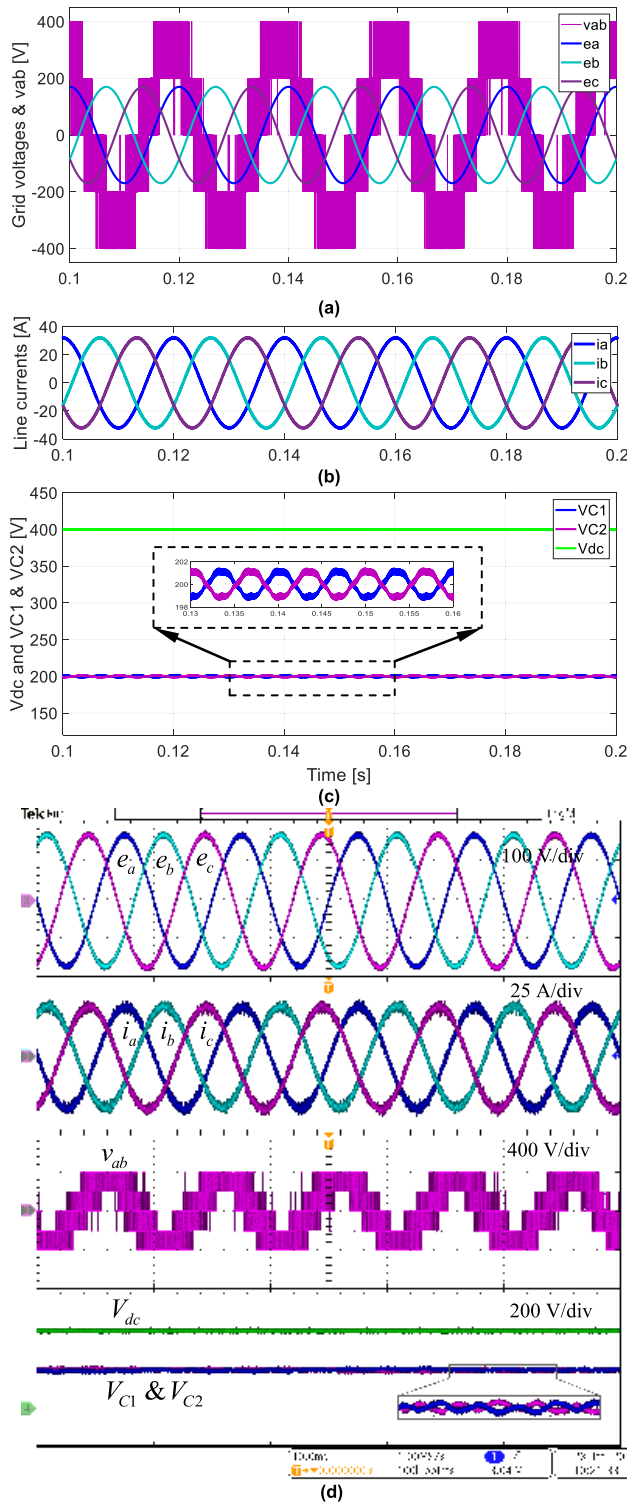 400
200
0
-200
-400
Grid voltages & vab [V]
vab
ea
eb
ec
0.1 0.12 0.14 0.16 0.18 0.2
(a)
40
20
0
-20
-40
Line currents [A]
ia
ib
ic
0.1 0.12 0.14 0.16 0.18 0.2
(b)
450
400
350
300
250
200
150
Vdc and VC1 & VC2 [V]
VC1
VC2
Vdc
202
200
198
0.13 0.135 0.14 0.145 0.15 0.155 0.16
0.1 0.12 0.14 0.16 0.18 0.2
Time [s]
(c)
Tek
e_a e_b e_c
100 V/div
25 A/div
i_a i_b i_c
v_ab
400 V/div
V_dc
200 V/div
V_C1 & V_C2
(d)